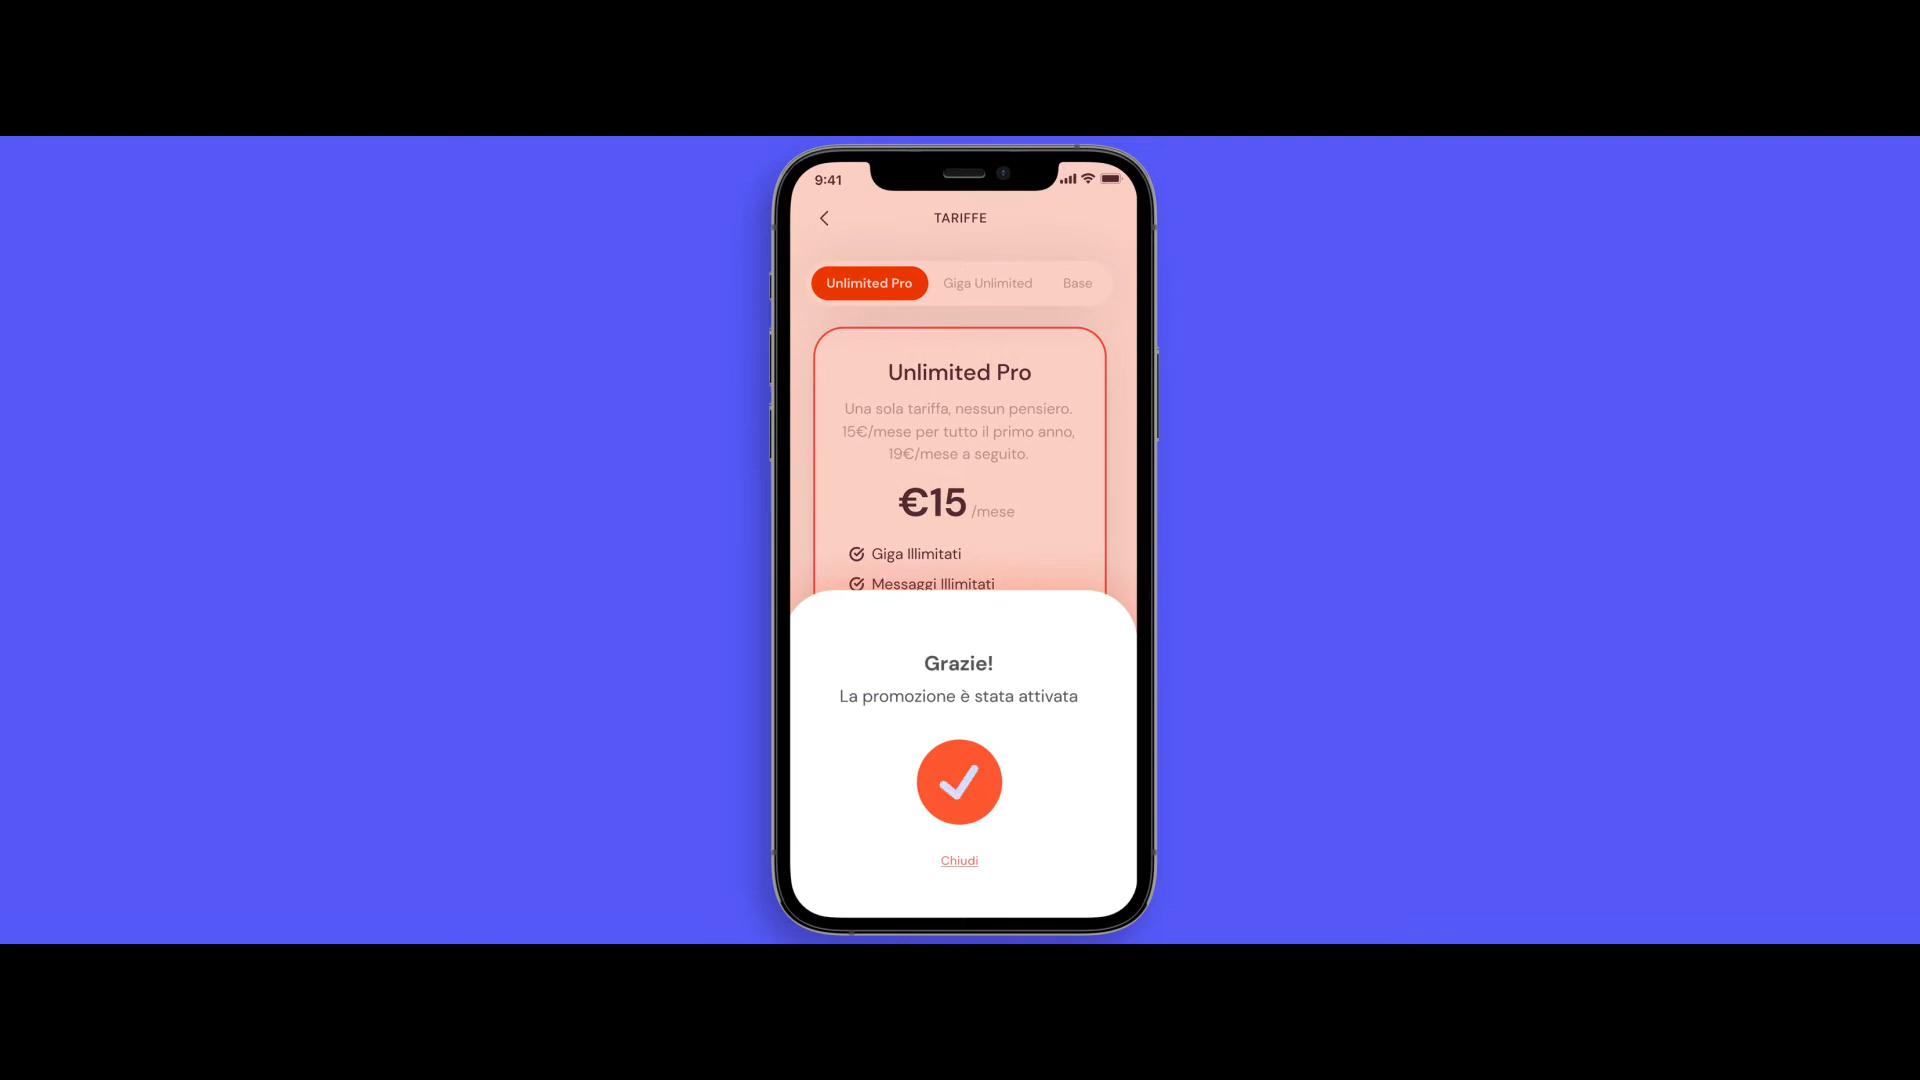 9:41
TARIFFE
Unlimited Pro Giga Unlimited Base
Unlimited Pro
Una sola tariffa, nessun pensiero.
15€/mese per tutto il primo anno,
19€/mese a seguito.
€15 /mese
Giga Illimitati
Messaggi Illimitati
Grazie!
La promozione è stata attivata
Chiudi